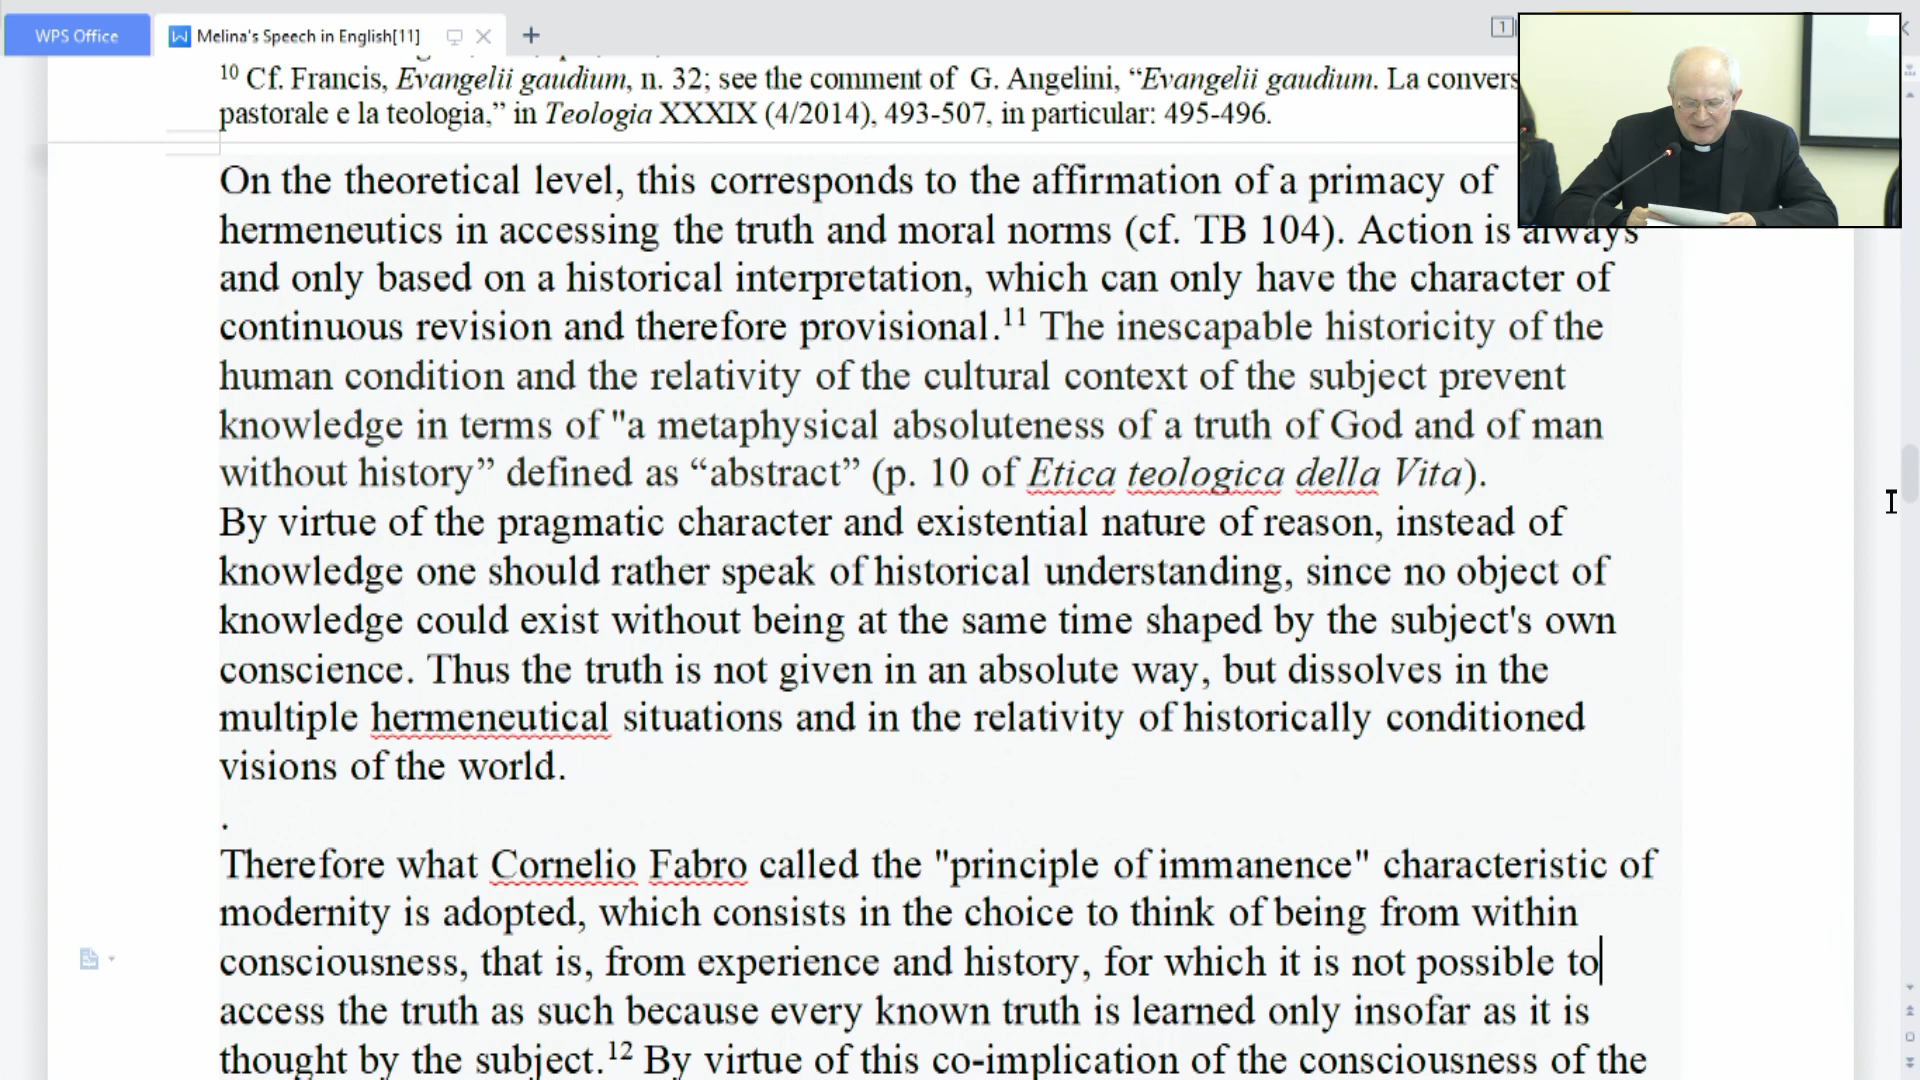 WPS Office
Melina's Speech in English[11]
1
10 Cf. Francis, Evangelii gaudium, n. 32; see the comment of G. Angelini, “Evangelii gaudium. La convers
pastorale e la teologia,” in Teologia XXXIX (4/2014), 493-507, in particular: 495-496.
On the theoretical level, this corresponds to the affirmation of a primacy of
hermeneutics in accessing the truth and moral norms (cf. TB 104). Action is always
and only based on a historical interpretation, which can only have the character of
continuous revision and therefore provisional.11 The inescapable historicity of the
human condition and the relativity of the cultural context of the subject prevent
knowledge in terms of "a metaphysical absoluteness of a truth of God and of man
without history” defined as “abstract” (p. 10 of Etica teologica della Vita).
By virtue of the pragmatic character and existential nature of reason, instead of
knowledge one should rather speak of historical understanding, since no object of
knowledge could exist without being at the same time shaped by the subject's own
conscience. Thus the truth is not given in an absolute way, but dissolves in the
multiple hermeneutical situations and in the relativity of historically conditioned
visions of the world.
.
Therefore what Cornelio Fabro called the "principle of immanence" characteristic of
modernity is adopted, which consists in the choice to think of being from within
consciousness, that is, from experience and history, for which it is not possible to
access the truth as such because every known truth is learned only insofar as it is
thought by the subject.12 By virtue of this co-implication of the consciousness of the